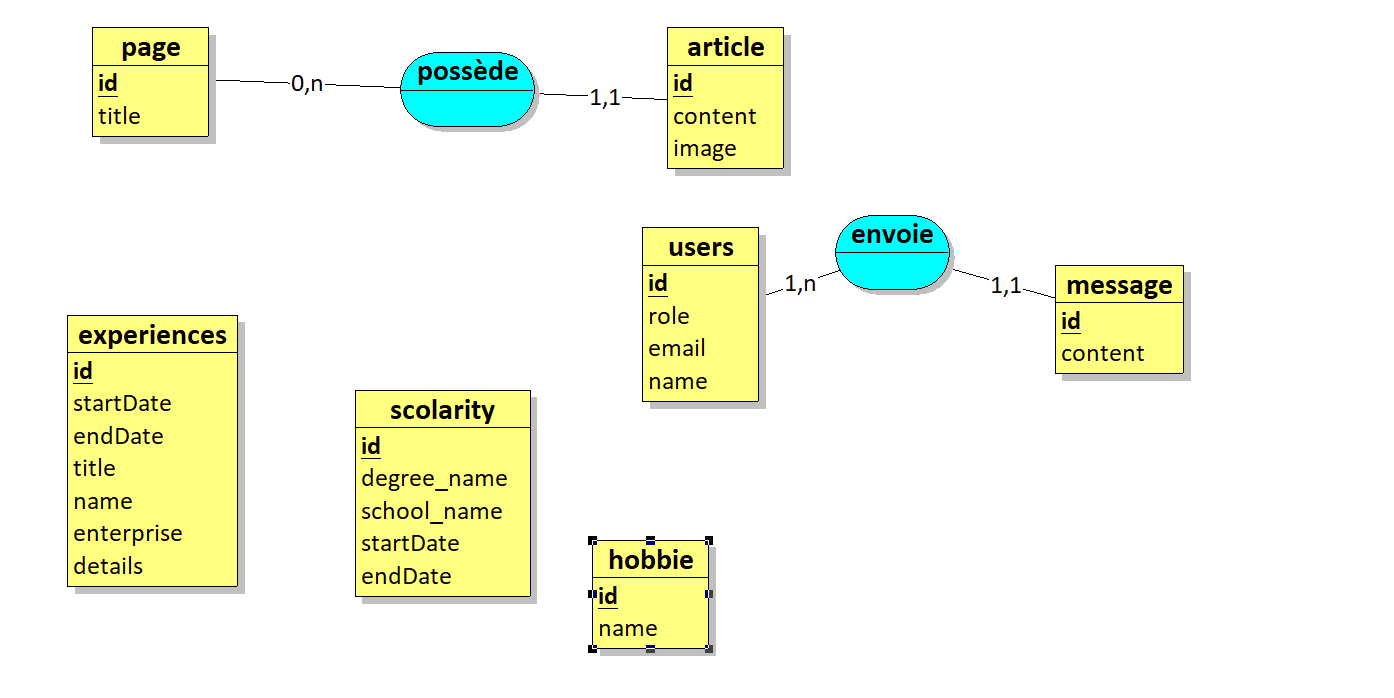 page
id
title
0,n
possède
1,1
article
id
content
image
users
id
role
email
name
1,n
envoie
1,1
message
id
content
experiences
id
startDate
endDate
title
name
enterprise
details
scolarity
id
degree_name
school_name
startDate
endDate
hobbie
id
name